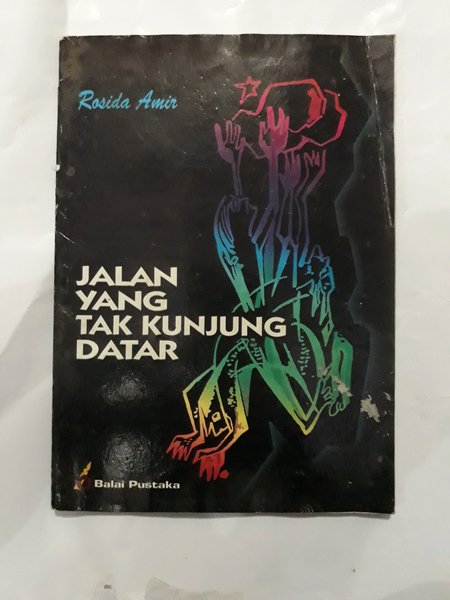 Rosida Amir
JALAN
YANG
TAK KUNJUNG
DATAR
Balai Pustaka